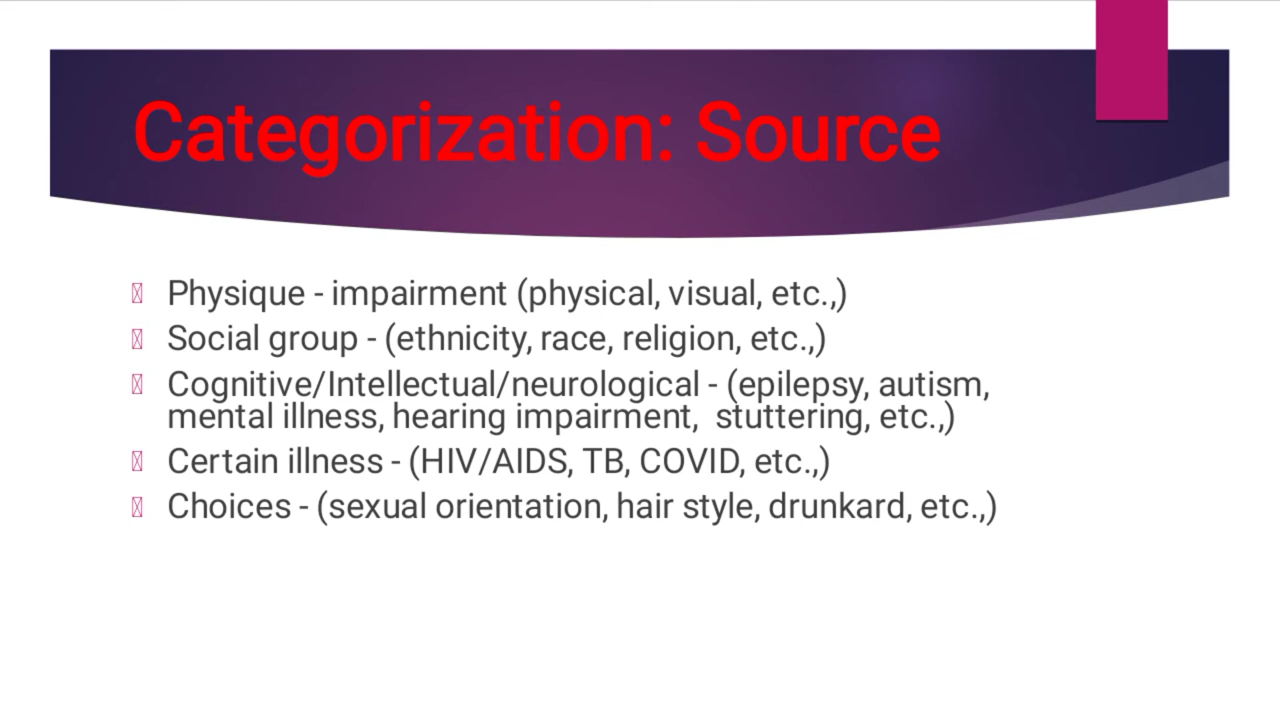 Categorization: Source
Physique - impairment (physical, visual, etc.,)
Social group - (ethnicity, race, religion, etc.,)
Cognitive/Intellectual/neurological - (epilepsy, autism,
mental illness, hearing impairment,  stuttering, etc.,)
Certain illness - (HIV/AIDS, TB, COVID, etc.,)
Choices - (sexual orientation, hair style, drunkard, etc.,)